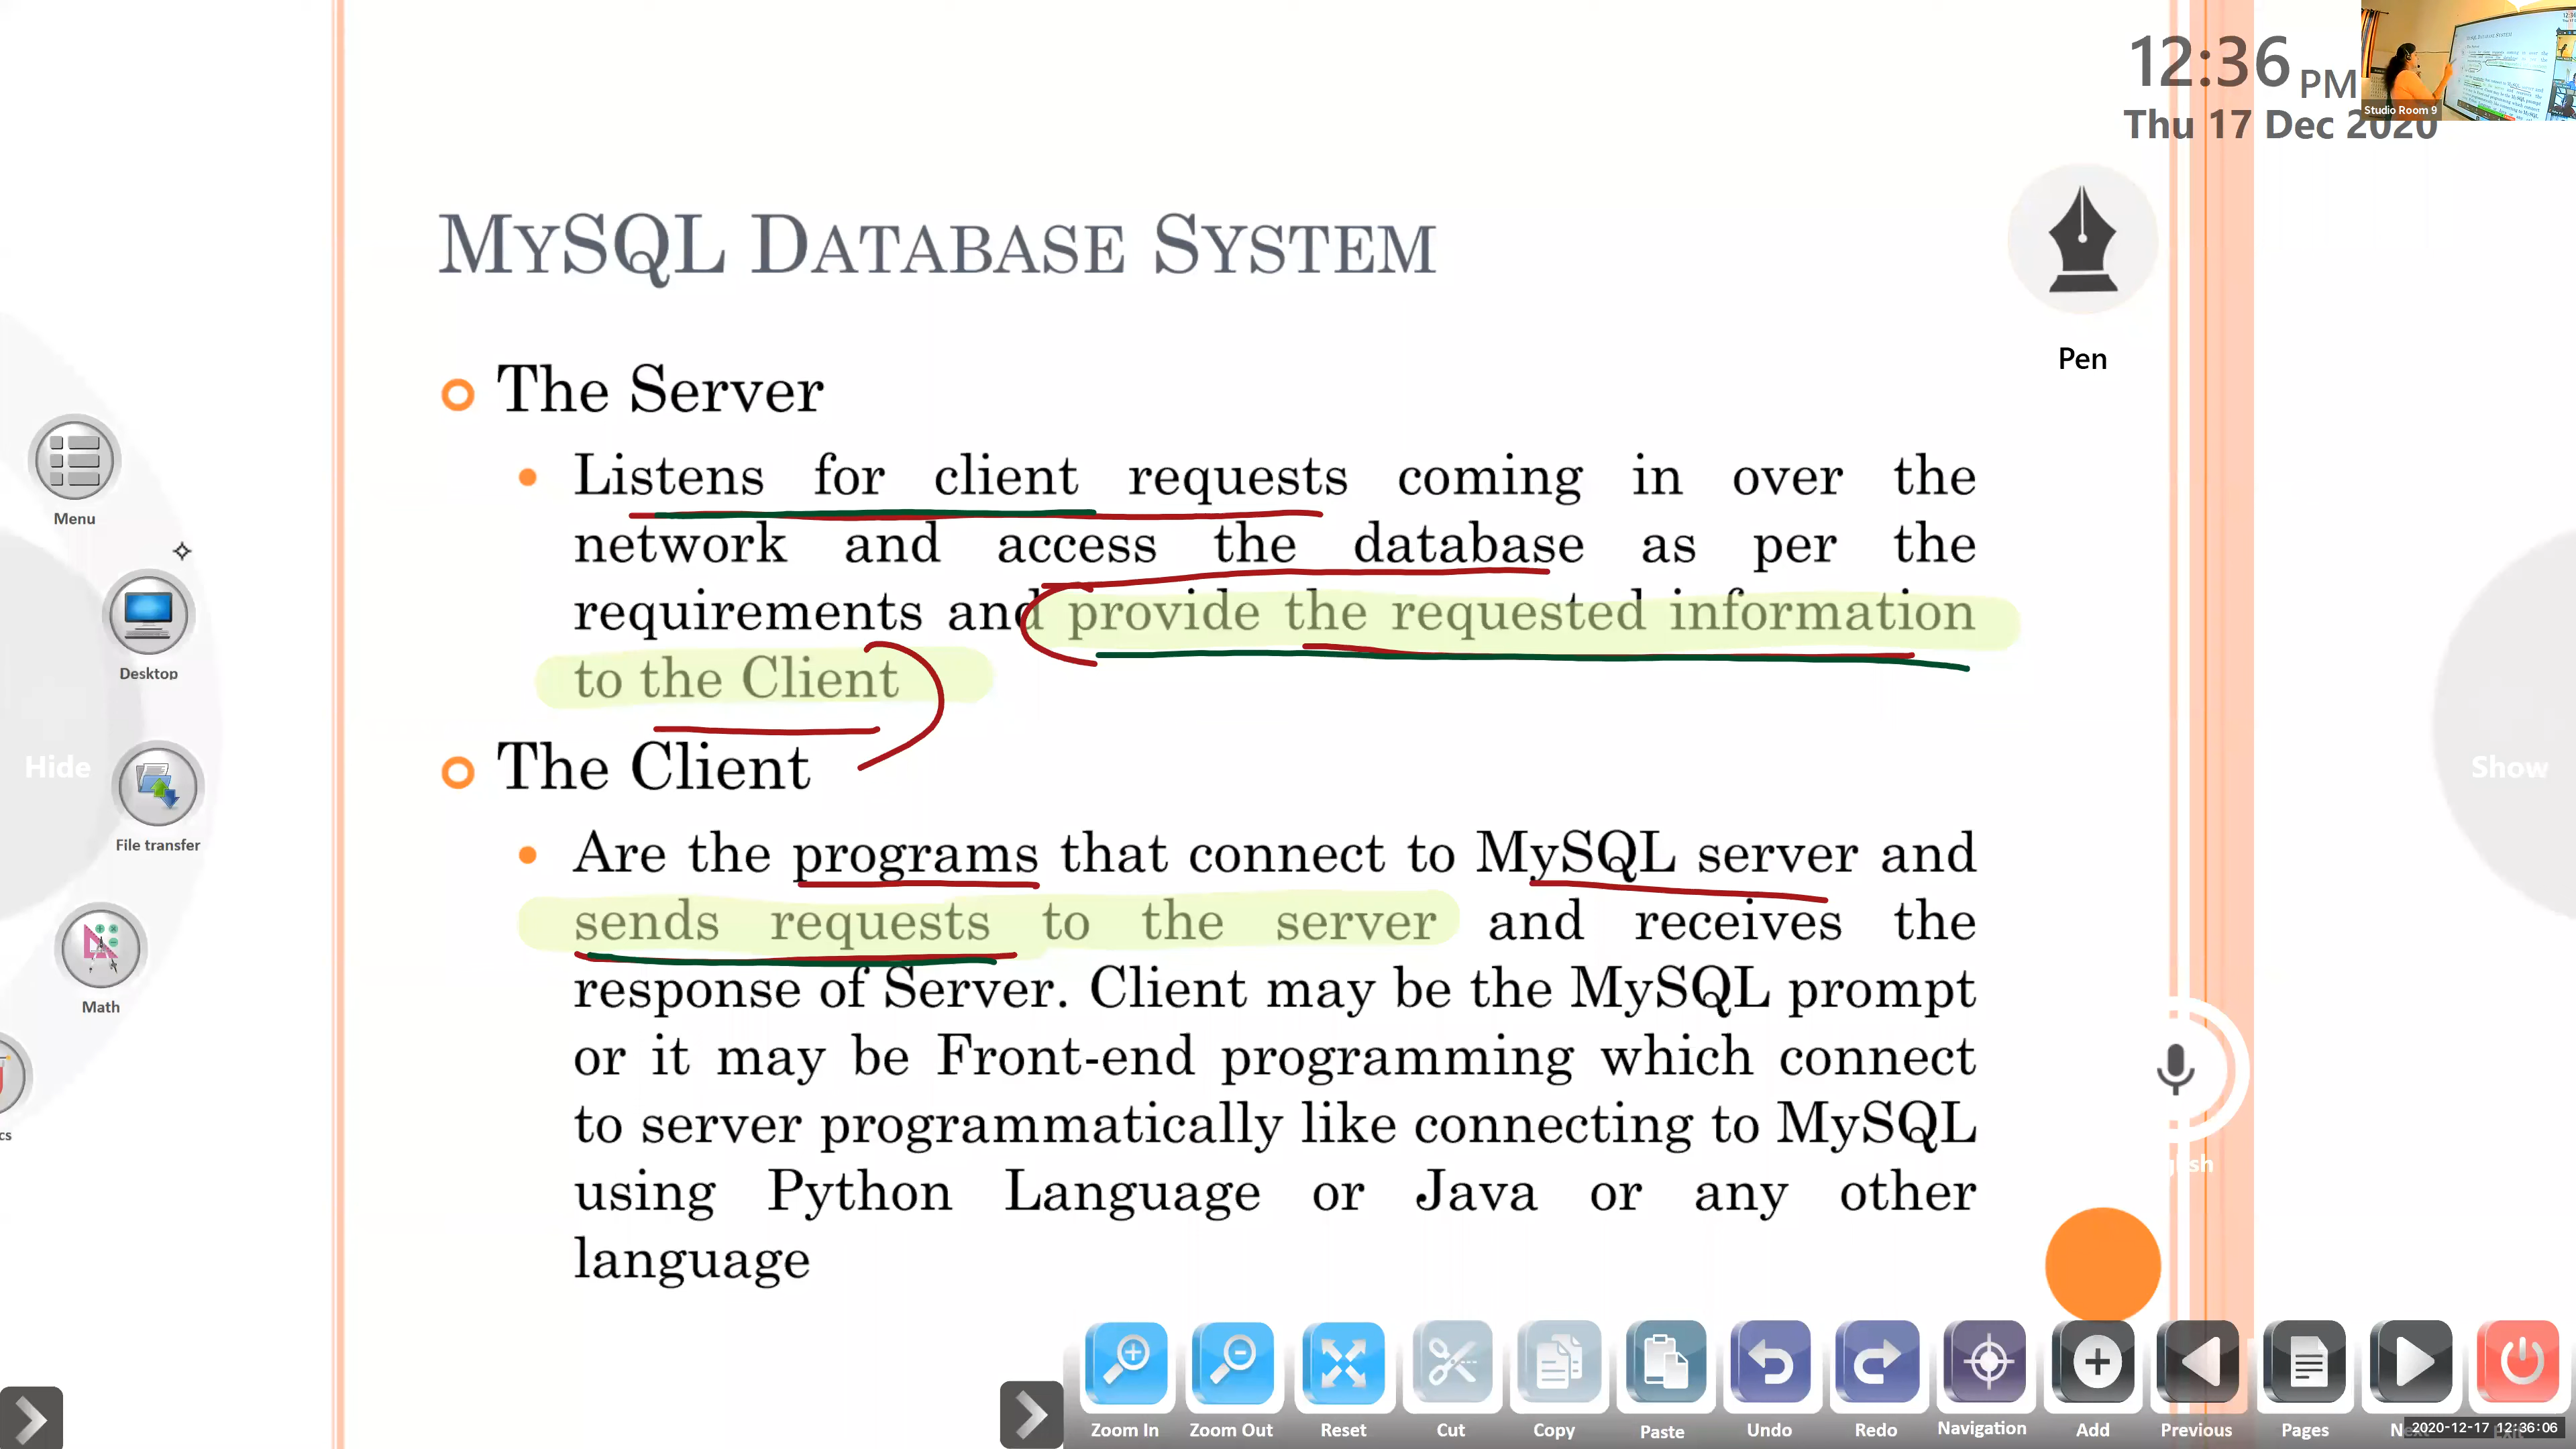 12:36 PM
Thu 17 Dec 2020
Studio Room 9
MYSQL DATABASE SYSTEM
Pen
The Server
Listens for client requests coming in over the
network and access the database as per the
requirements and provide the requested information
to the Client
The Client
Are the programs that connect to MySQL server and
sends requests to the server and receives the
response of Server. Client may be the MySQL prompt
or it may be Front-end programming which connect
to server programmatically like connecting to MySQL
using Python Language or Java or any other
language
Menu
Desktop
Hide
File transfer
Math
cs
Show
Zoom In
Zoom Out
Reset
Cut
Copy
Paste
Undo
Redo
Navigation
Add
Previous
Pages
2020-12-17 12:36:06